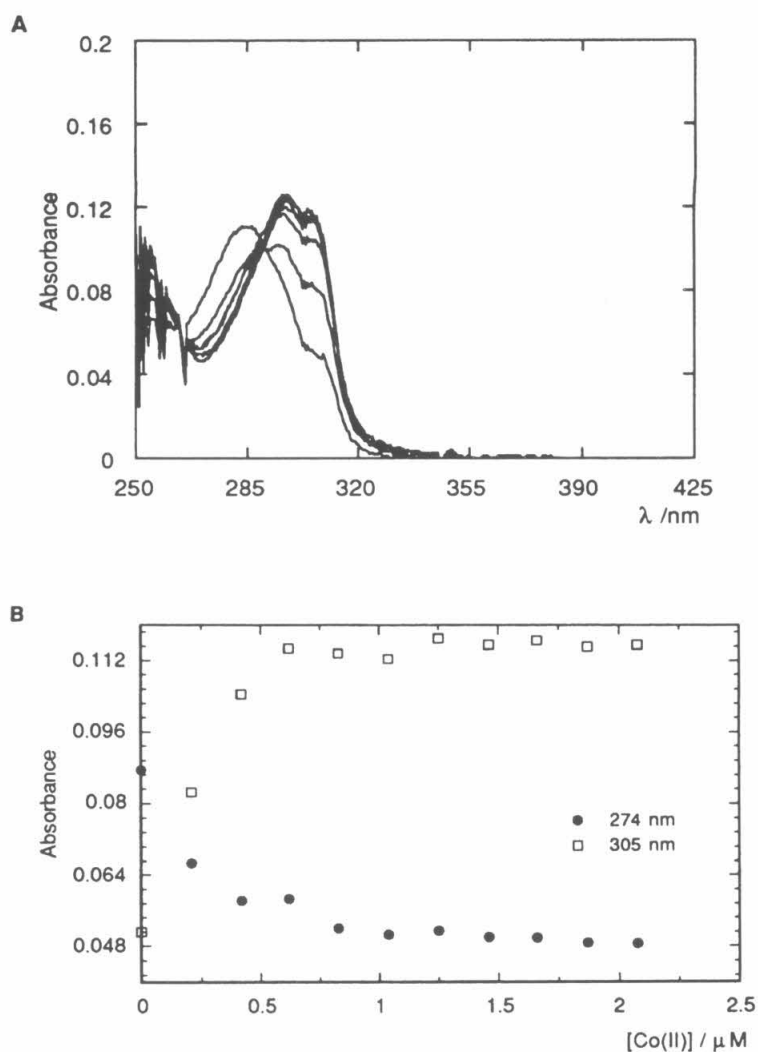 A
0.2
0.16
0.12
0.08
0.04
0
Absorbance
250 285 320 355 390 425
λ /nm
B
0.112
0.096
0.08
0.064
0.048
Absorbance
● 274 nm
□ 305 nm
0 0.5 1 1.5 2 2.5
[Co(II)] / μM